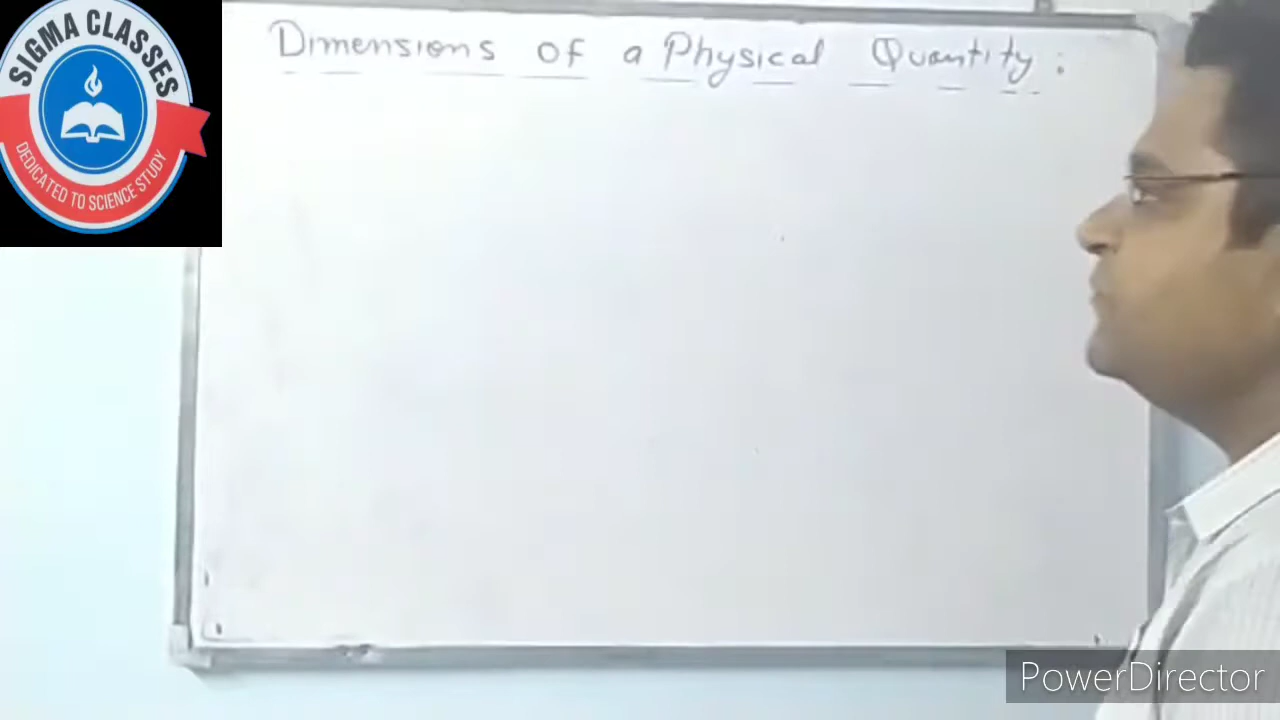 SIGMA CLASSES
DEDICATED TO SCIENCE STUDY
Dimensions of a Physical Quantity :
PowerDirector